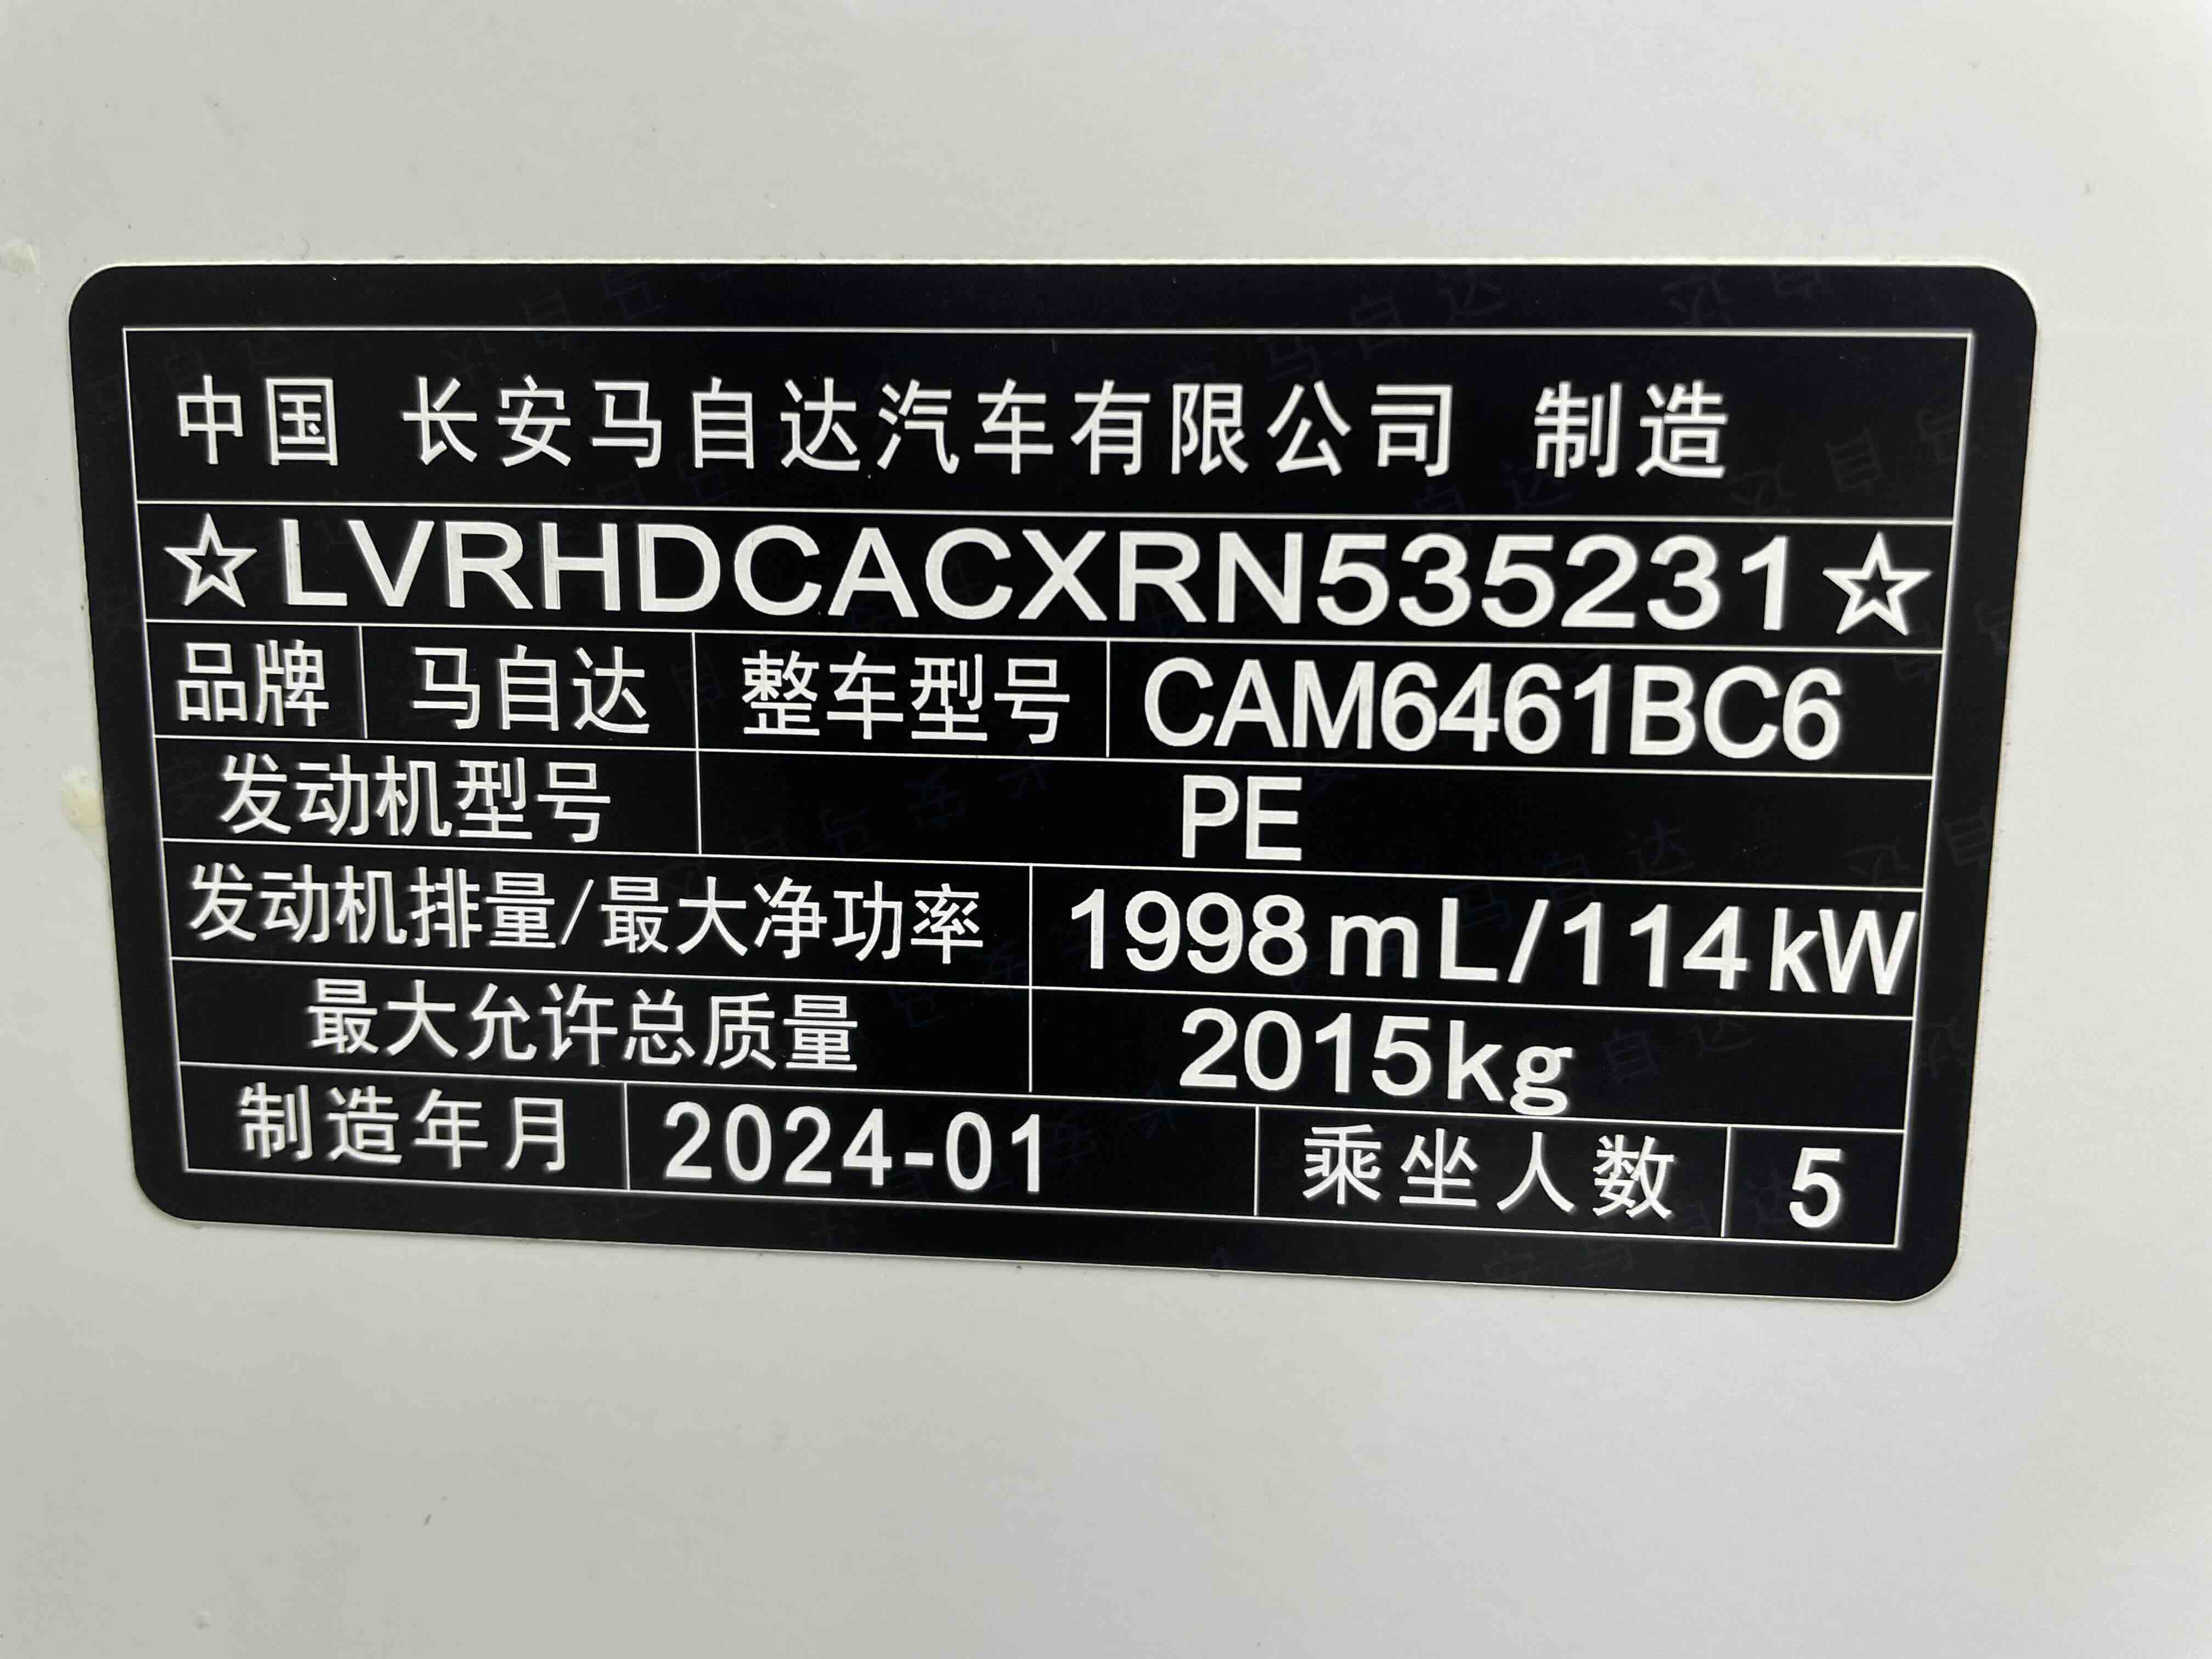 中国 长安马自达汽车有限公司 制造
☆LVRHDCACXRN535231☆
品牌 马自达 整车型号 CAM6461BC6
发动机型号 PE
发动机排量/最大净功率 1998mL/114kW
最大允许总质量 2015kg
制造年月 2024-01 乘坐人数 5